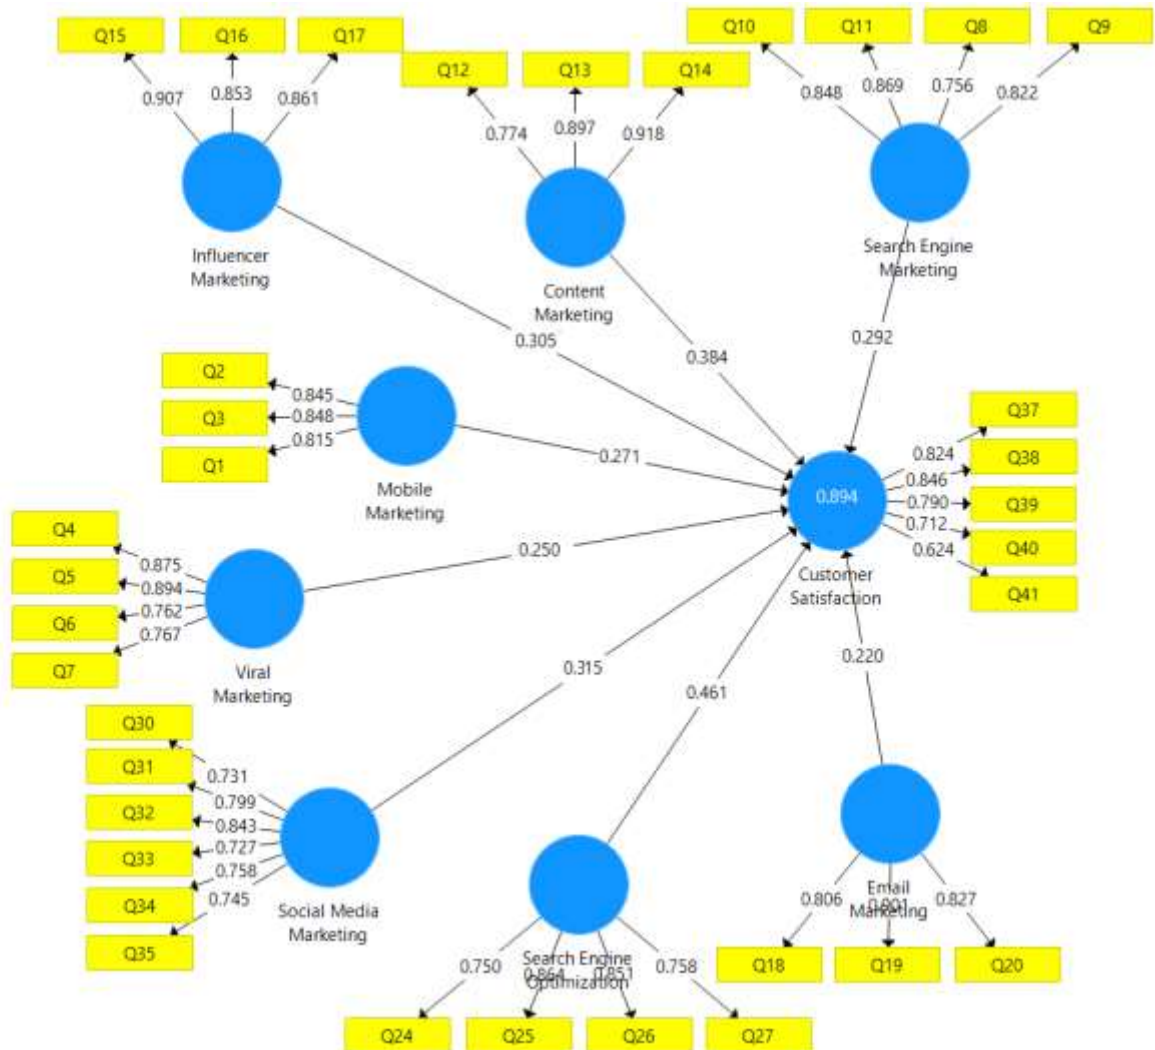 Q15
Q16
Q17
0.907
0.853
0.861
Influencer
Marketing
Q12
Q13
Q14
0.774
0.897
0.918
Content
Marketing
Q10
Q11
Q8
Q9
0.848
0.869
0.756
0.822
Search Engine
Marketing
0.305
0.384
0.292
Q2
Q3
Q1
0.845
0.848
0.815
Mobile
Marketing
0.271
Q37
Q38
Q39
Q40
Q41
0.824
0.846
0.790
0.712
0.624
0.894
Customer
Satisfaction
Q4
Q5
Q6
Q7
0.875
0.894
0.762
0.767
Viral
Marketing
0.250
0.315
0.461
0.220
Q30
Q31
Q32
Q33
Q34
Q35
0.731
0.799
0.843
0.727
0.758
0.745
Social Media
Marketing
Search Engine
Optimization
0.750
0.864
0.851
0.758
Q24
Q25
Q26
Q27
Email
Marketing
0.806
0.827
Q18
Q19
Q20